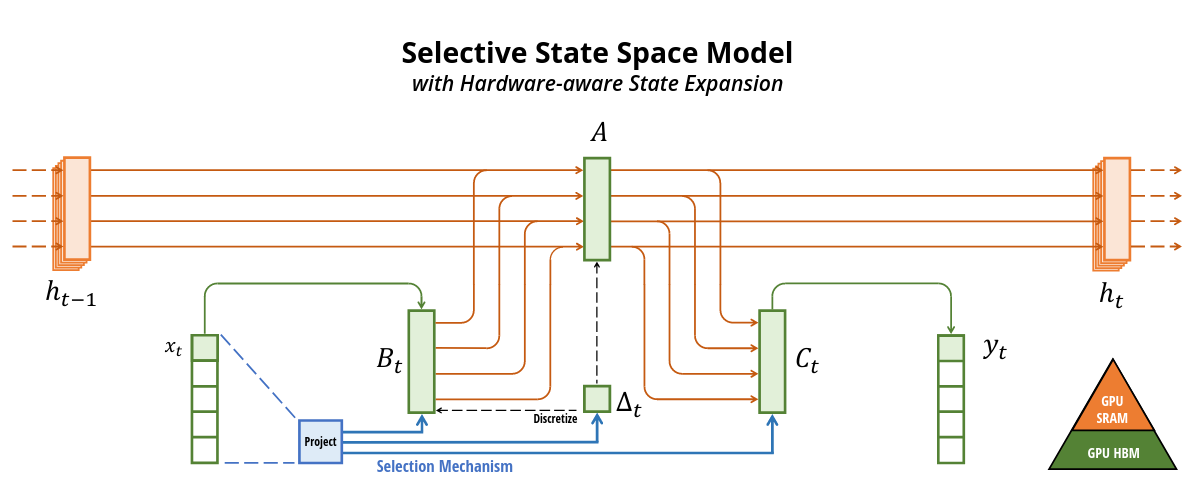 Selective State Space Model
with Hardware-aware State Expansion
A
h_{t−1}
h_t
x_t
B_t
C_t
y_t
Δ_t
Discretize
Project
Selection Mechanism
GPU
SRAM
GPU HBM